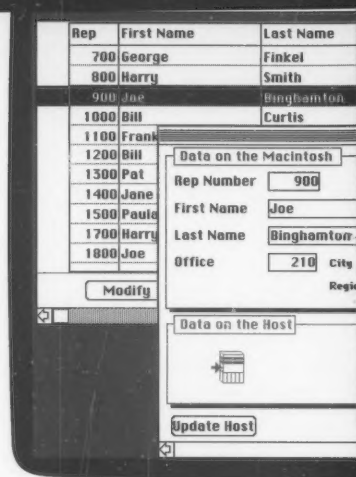 Rep First Name Last Name
700 George Finkel
800 Harry Smith
900 Joe Binghamton
1000 Bill Curtis
1100 Frank
1200 Bill
1300 Pat
1400 Jane
1500 Paula
1700 Harry
1800 Joe
Modify
Data on the Macintosh
Rep Number 900
First Name Joe
Last Name Binghamton
Office 210 City
Regio
Data on the Host
Update Host